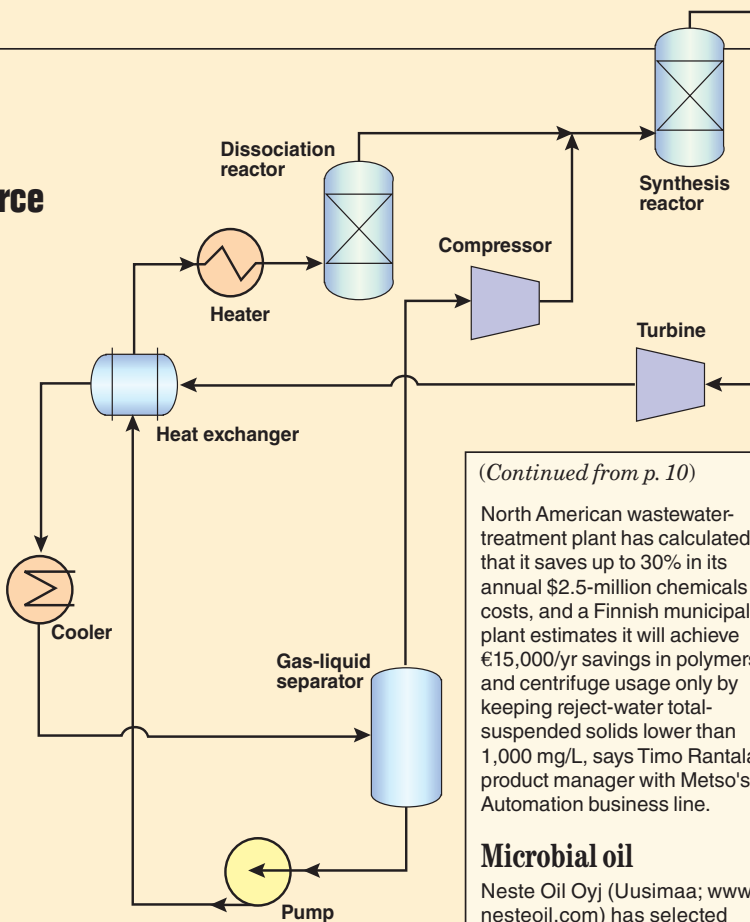 rce
Dissociation
reactor
Synthesis
reactor
Compressor
Heater
Turbine
Heat exchanger
Cooler
Gas-liquid
separator
Pump
(Continued from p. 10)
North American wastewater-
treatment plant has calculated
that it saves up to 30% in its
annual $2.5-million chemicals
costs, and a Finnish municipal
plant estimates it will achieve
€15,000/yr savings in polymers
and centrifuge usage only by
keeping reject-water total-
suspended solids lower than
1,000 mg/L, says Timo Rantala
product manager with Metso's
Automation business line.
Microbial oil
Neste Oil Oyj (Uusimaa; www
nesteoil.com) has selected